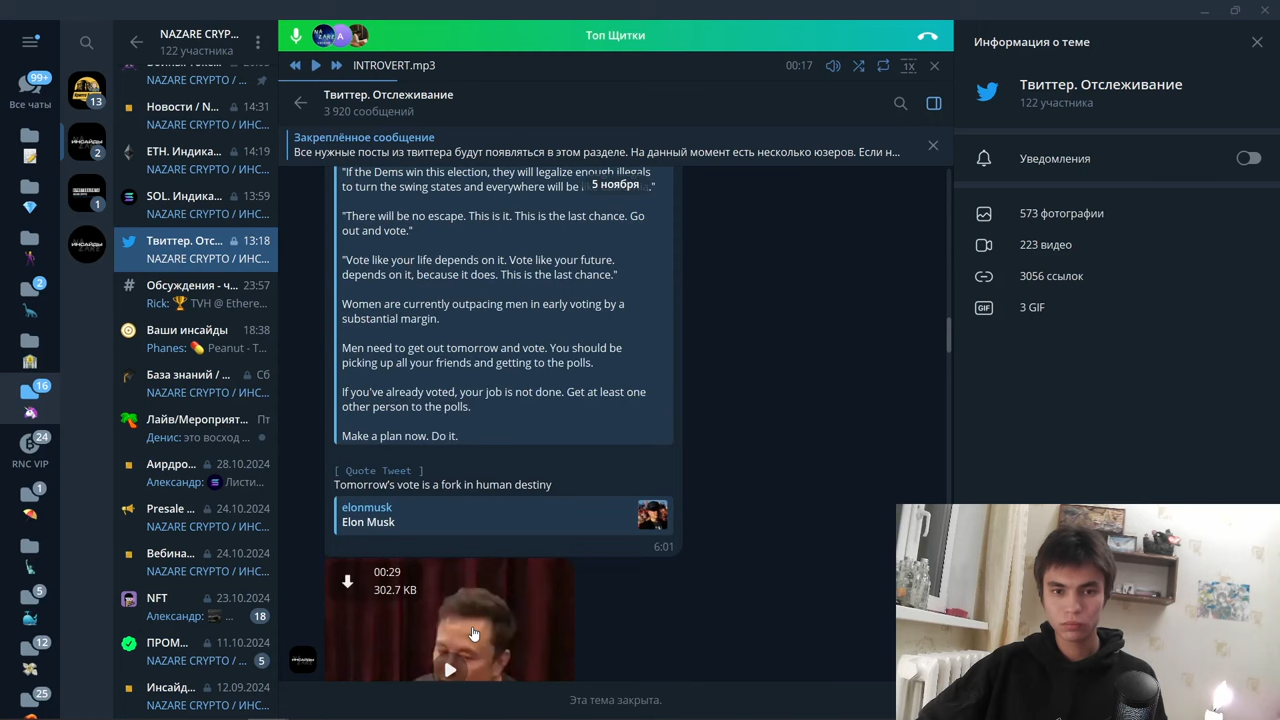 99+
Все чаты
2
16
24
RNC VIP
1
5
12
25
13
ИНСАЙДЫ
2
1
ИНСАЙДЫ
NAZARE CRYP...
122 участника
20:03
NAZARE CRYPTO / ИНС...
Новости / N... 14:31
NAZARE CRYPTO / ИНС...
ETH. Индика... 14:19
NAZARE CRYPTO / ИНС...
SOL. Индика... 13:59
NAZARE CRYPTO / ИНС...
Твиттер. Отс... 13:18
NAZARE CRYPTO / ИНС...
Обсуждения - ч... 23:57
Rick: 🏆 TVH @ Ethere...
Ваши инсайды 18:38
Phanes: 💊 Peanut - T...
База знаний / ... Сб
NAZARE CRYPTO / ИНС...
Лайв/Мероприят... Пт
Денис: это восход ...
Аирдро... 28.10.2024
Александр: Листи...
Presale ... 24.10.2024
NAZARE CRYPTO / ИНС...
Вебина... 24.10.2024
NAZARE CRYPTO / ИНС...
NFT 23.10.2024
Александр: ... 18
ПРОМ... 11.10.2024
NAZARE CRYPTO / ... 5
Инсайд... 12.09.2024
NAZARE CRYPTO / ИНС...
A
Топ Щитки
INTROVERT.mp3
00:17
1X
Твиттер. Отслеживание
3 920 сообщений
Закреплённое сообщение
Все нужные посты из твиттера будут появляться в этом разделе. На данный момент есть несколько юзеров. Если н...
5 ноября
"If the Dems win this election, they will legalize enough illegals
to turn the swing states and everywhere will be
"There will be no escape. This is it. This is the last chance. Go
out and vote."
"Vote like your life depends on it. Vote like your future.
depends on it, because it does. This is the last chance."
Women are currently outpacing men in early voting by a
substantial margin.
Men need to get out tomorrow and vote. You should be
picking up all your friends and getting to the polls.
If you've already voted, your job is not done. Get at least one
other person to the polls.
Make a plan now. Do it.
[ Quote Tweet ]
Tomorrow’s vote is a fork in human destiny
elonmusk
Elon Musk
6:01
00:29
302.7 KB
ИНСАЙДЫ
Эта тема закрыта.
Информация о теме
Твиттер. Отслеживание
122 участника
Уведомления
573 фотографии
223 видео
3056 ссылок
GIF
3 GIF